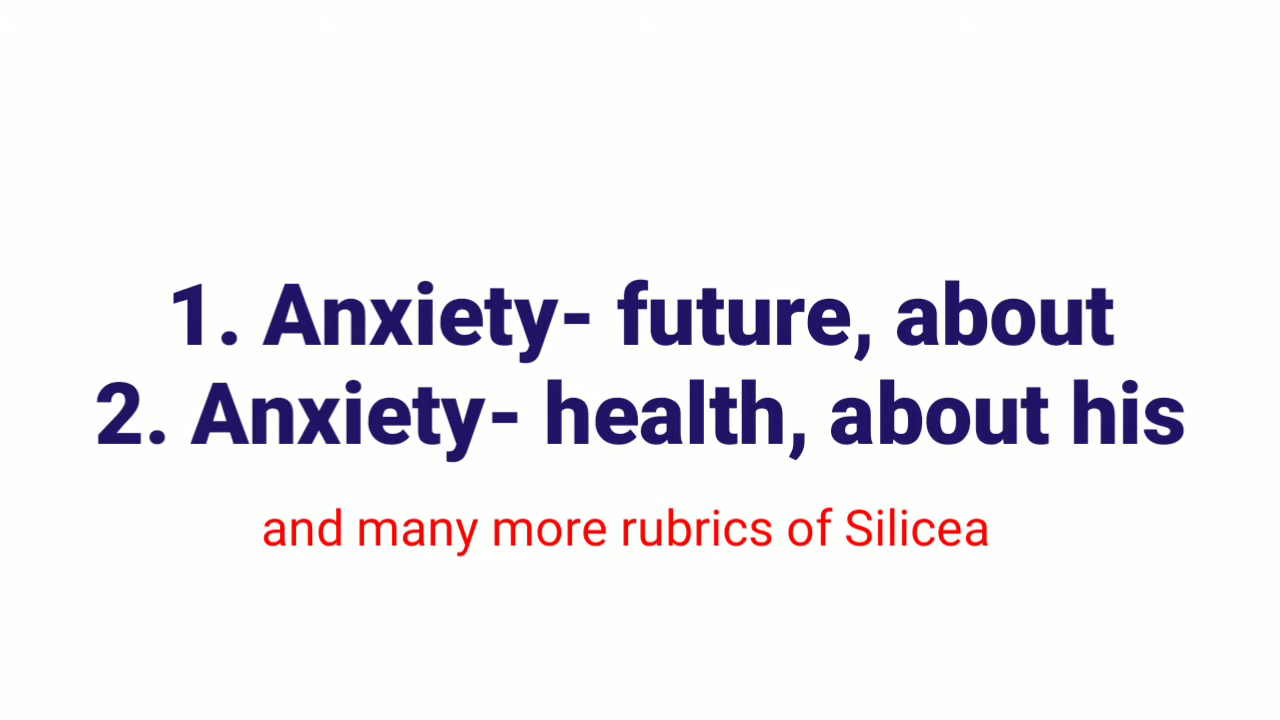 1. Anxiety- future, about
2. Anxiety- health, about his
and many more rubrics of Silicea